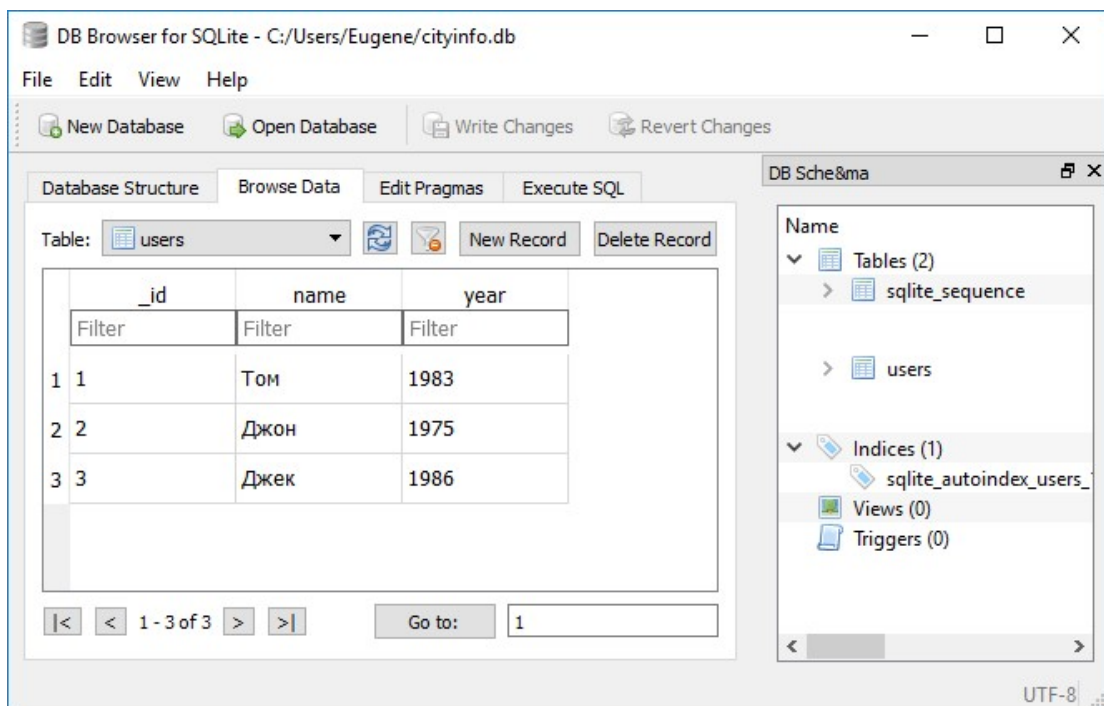 DB Browser for SQLite - C:/Users/Eugene/cityinfo.db
File Edit View Help
New Database Open Database Write Changes Revert Changes
Database Structure Browse Data Edit Pragmas Execute SQL
Table: users New Record Delete Record
_id name year
Filter Filter Filter
1 1 Том 1983
2 2 Джон 1975
3 3 Джек 1986
|< < 1 - 3 of 3 > >| Go to: 1
DB Sche&ma
Name
Tables (2)
sqlite_sequence
users
Indices (1)
sqlite_autoindex_users_
Views (0)
Triggers (0)
UTF-8